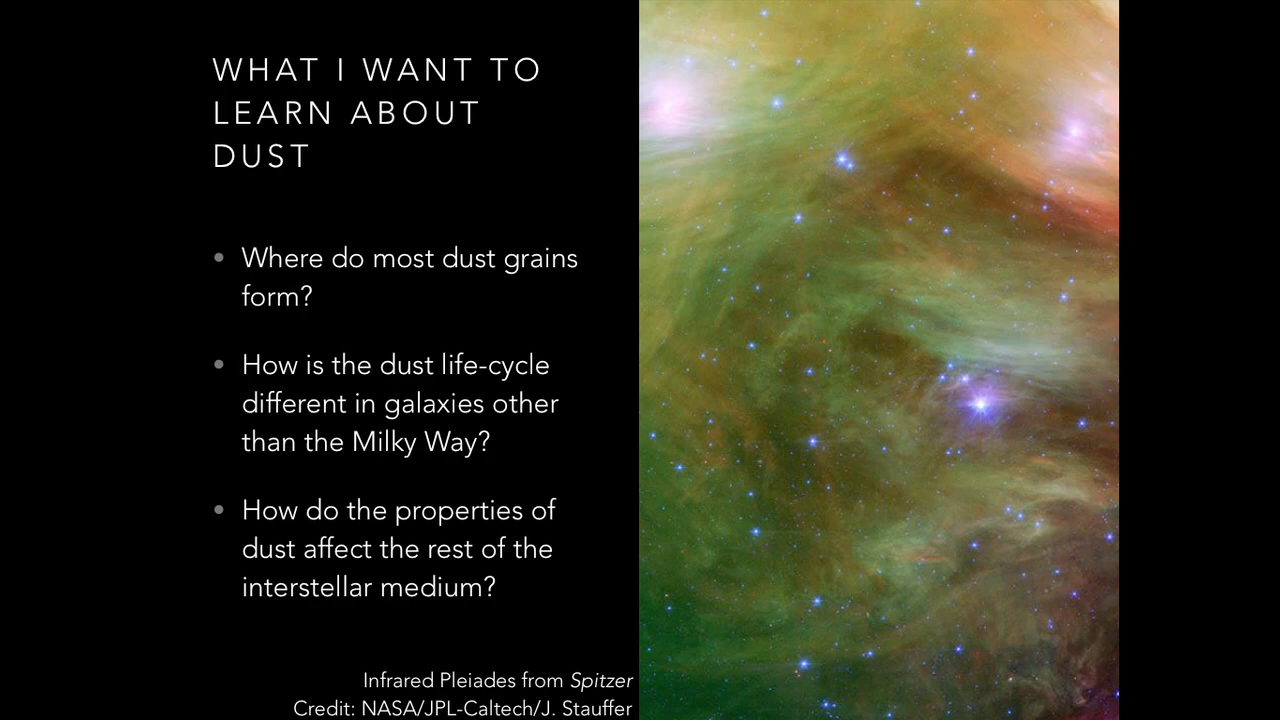 WHAT I WANT TO
LEARN ABOUT
DUST
• Where do most dust grains
form?
• How is the dust life-cycle
different in galaxies other
than the Milky Way?
• How do the properties of
dust affect the rest of the
interstellar medium?
Infrared Pleiades from Spitzer
Credit: NASA/JPL-Caltech/J. Stauffer